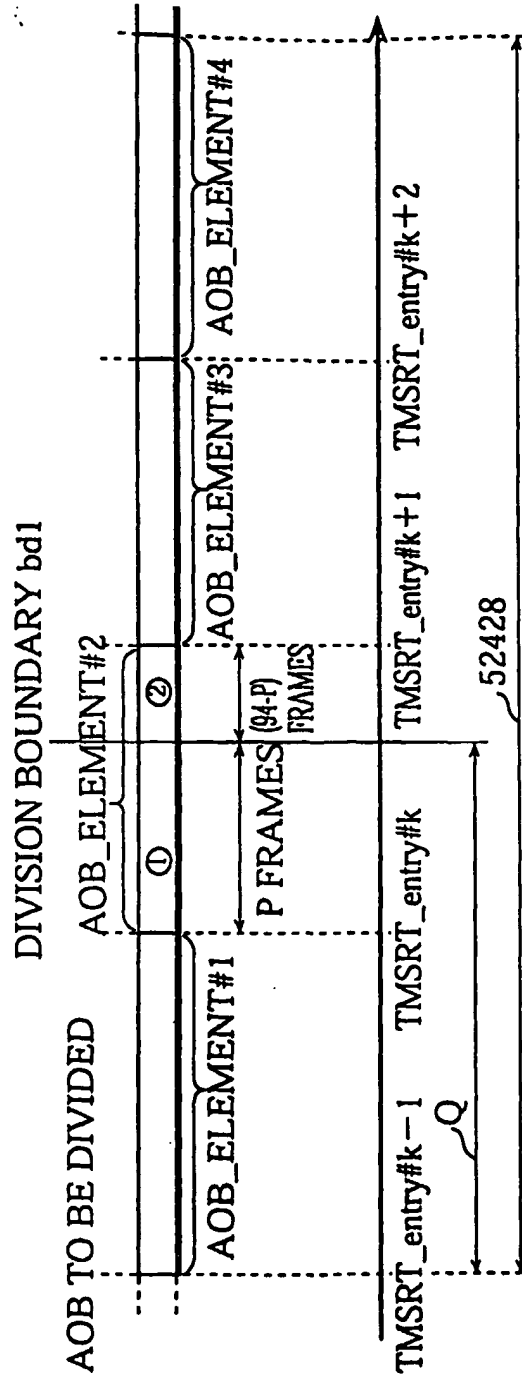 DIVISION BOUNDARY bd1
AOB TO BE DIVIDED
AOB_ELEMENT#2
① ②
AOB_ELEMENT#1
P FRAMES
(94-P)
FRAMES
AOB_ELEMENT#3
AOB_ELEMENT#4
TMSRT_entry#k-1 TMSRT_entry#k TMSRT_entry#k+1 TMSRT_entry#k+2
Q
52428